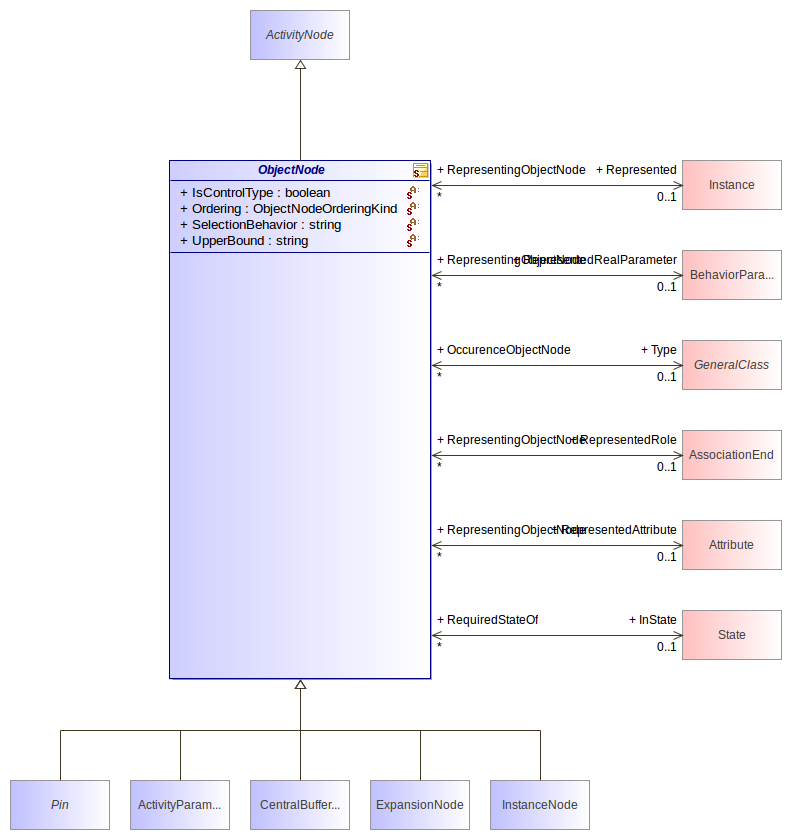 ActivityNode
ObjectNode
+ IsControlType : boolean
+ Ordering : ObjectNodeOrderingKind
+ SelectionBehavior : string
+ UpperBound : string
+ RepresentingObjectNode + Represented
* 0..1
Instance
+ RepresentingObjectNode + RepresentedRealParameter
* 0..1
BehaviorPara...
+ OccurenceObjectNode + Type
* 0..1
GeneralClass
+ RepresentingObjectNode + RepresentedRole
* 0..1
AssociationEnd
+ RepresentingObjectNode + RepresentedAttribute
* 0..1
Attribute
+ RequiredStateOf + InState
* 0..1
State
Pin ActivityParam... CentralBuffer... ExpansionNode InstanceNode